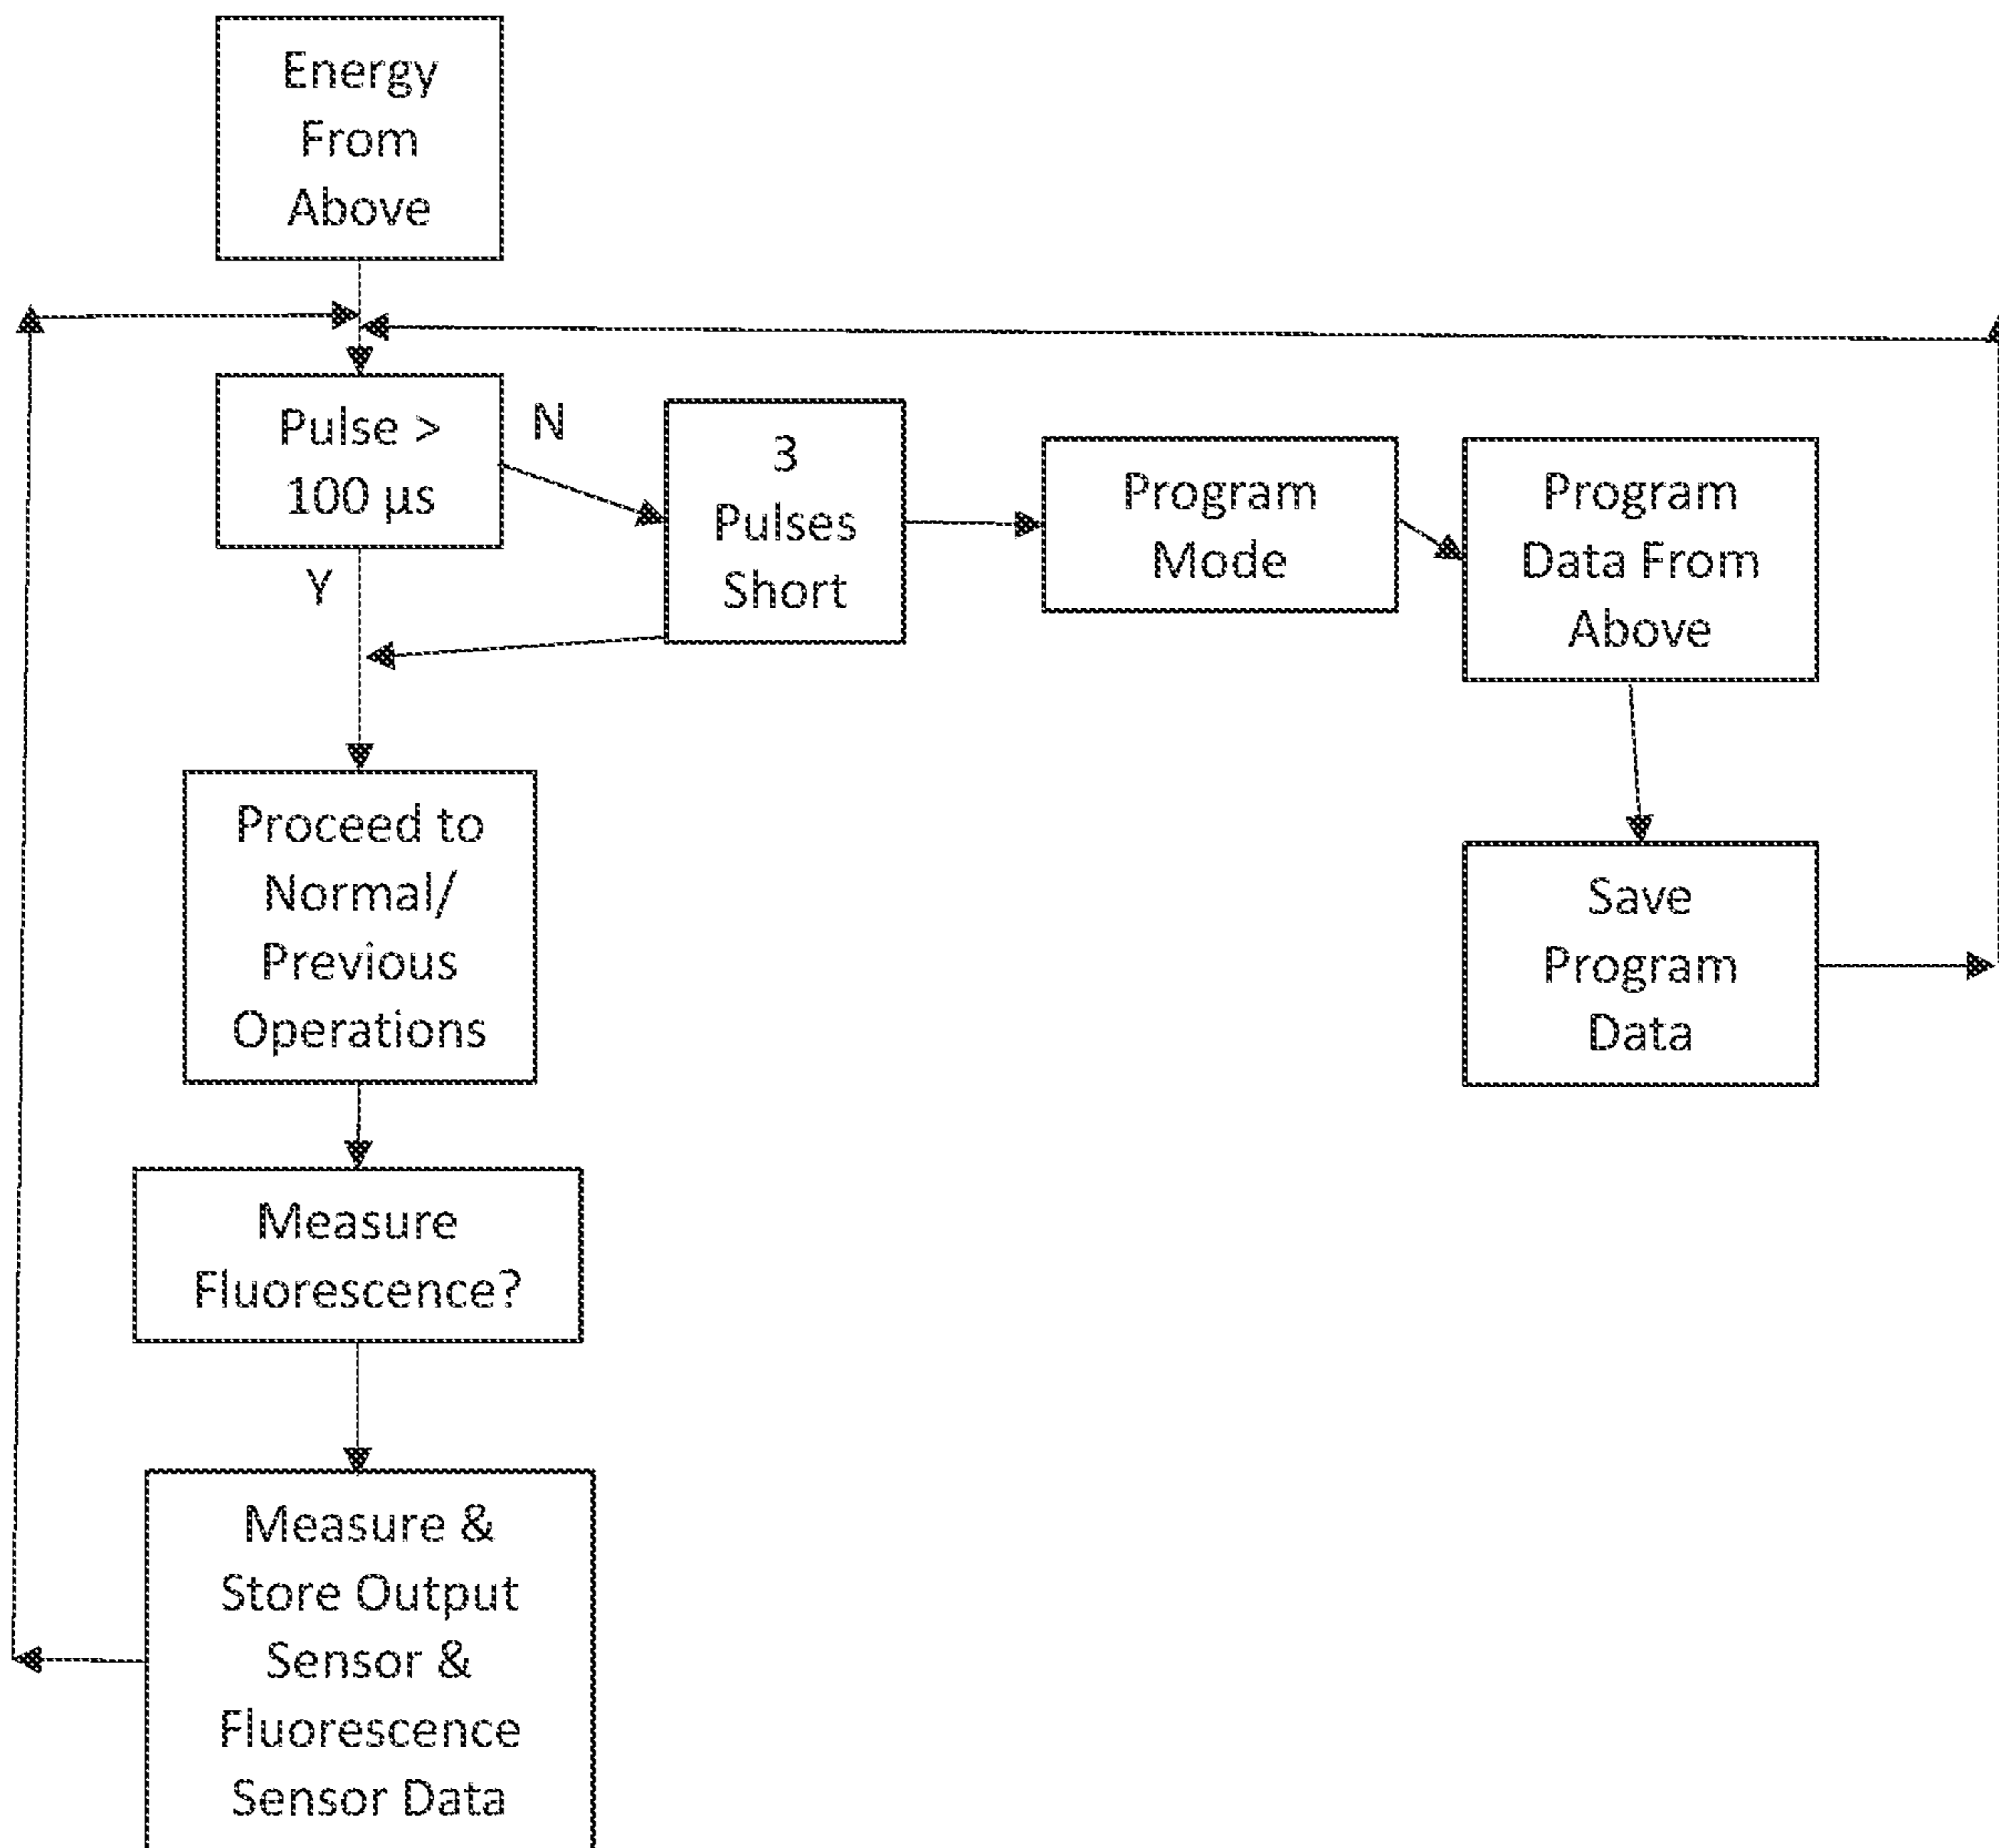 Energy
From
Above
Pulse >
100 µs
N
Y
3
Pulses
Short
Program
Mode
Program
Data From
Above
Save
Program
Data
Proceed to
Normal/
Previous
Operations
Measure
Fluorescence?
Measure &
Store Output
Sensor &
Fluorescence
Sensor Data